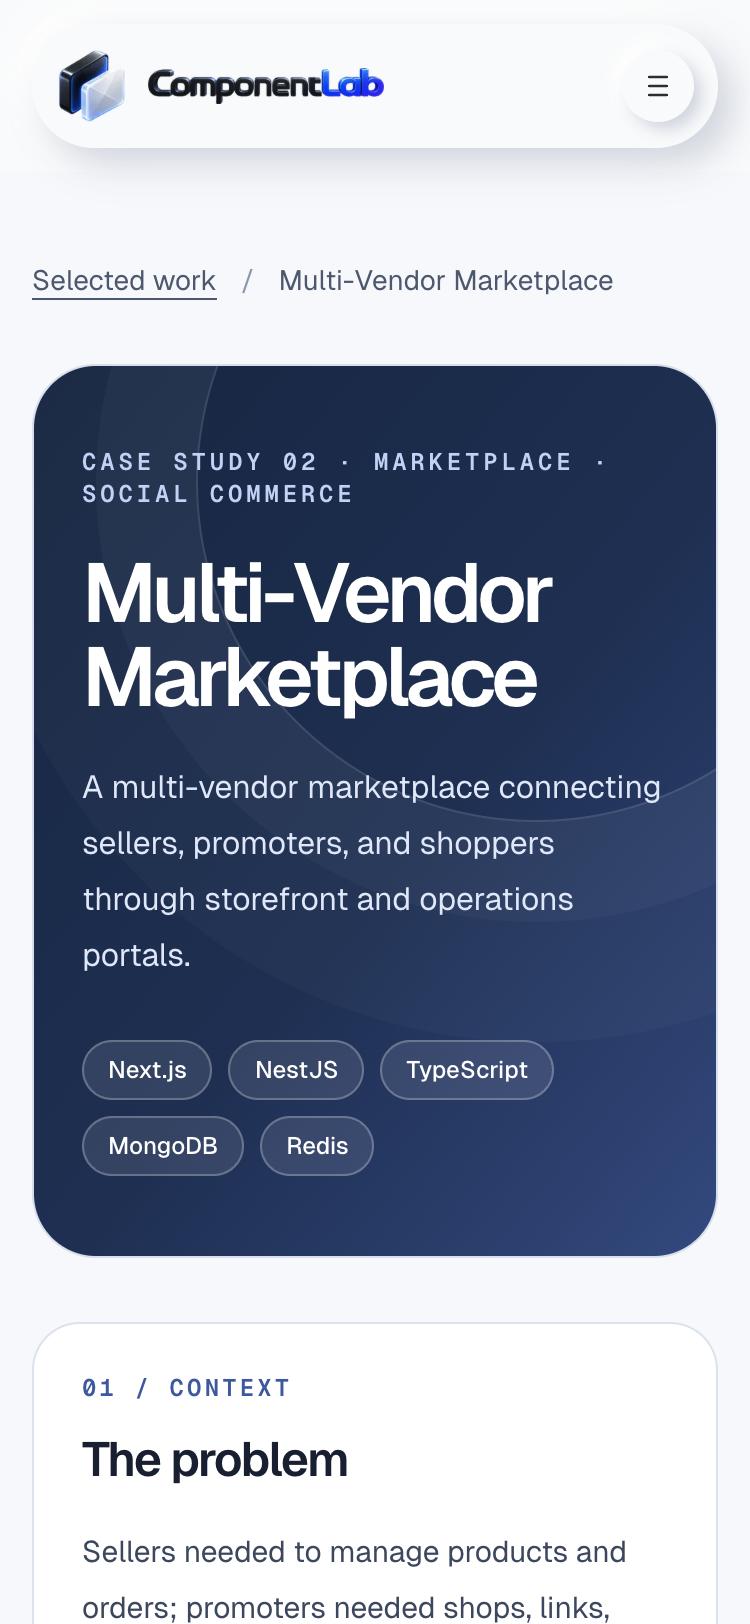 ComponentLab
Selected work / Multi-Vendor Marketplace
CASE STUDY 02 · MARKETPLACE ·
SOCIAL COMMERCE
Multi-Vendor
Marketplace
A multi-vendor marketplace connecting
sellers, promoters, and shoppers
through storefront and operations
portals.
Next.js NestJS TypeScript
MongoDB Redis
01 / CONTEXT
The problem
Sellers needed to manage products and
orders; promoters needed shops, links,